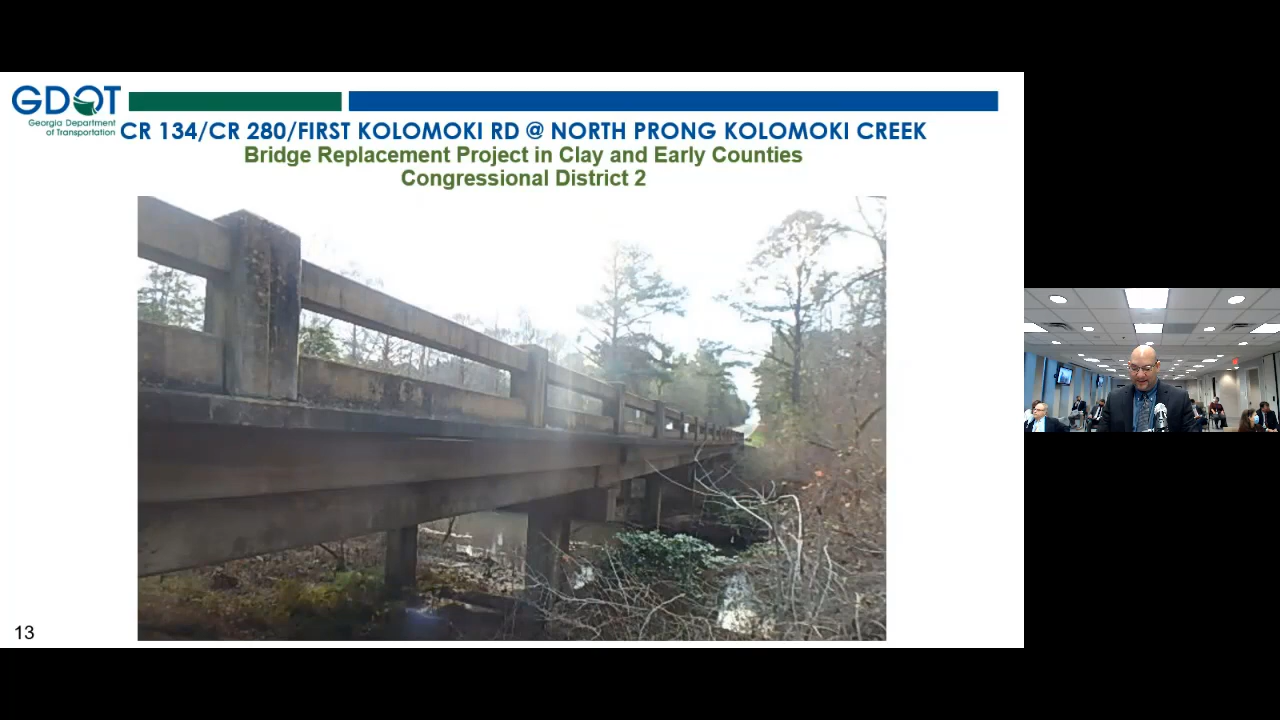 GDOT
Georgia Department
of Transportation
CR 134/CR 280/FIRST KOLOMOKI RD @ NORTH PRONG KOLOMOKI CREEK
Bridge Replacement Project in Clay and Early Counties
Congressional District 2
13